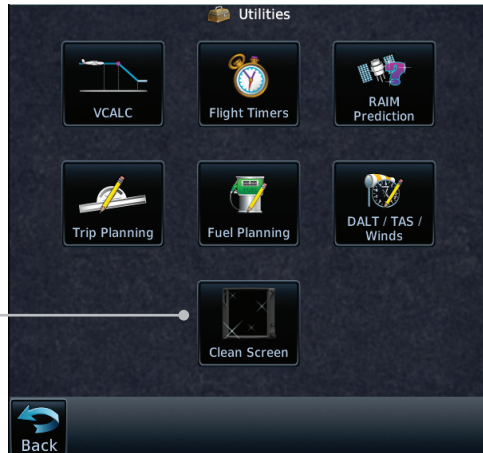 Utilities
VCALC
Flight Timers
RAIM
Prediction
Trip Planning
Fuel Planning
DALT / TAS /
Winds
Clean Screen
Back